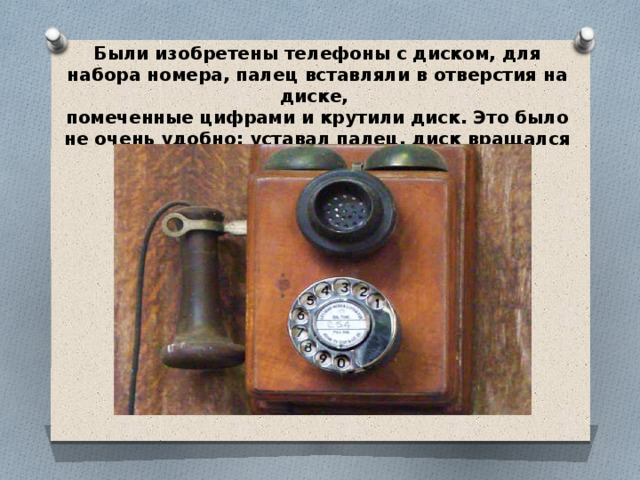 Были изобретены телефоны с диском, для
набора номера, палец вставляли в отверстия на
диске,
помеченные цифрами и крутили диск. Это было
не очень удобно: уставал палец, диск вращался
1
2
3
4
5
6
7
8
9
0